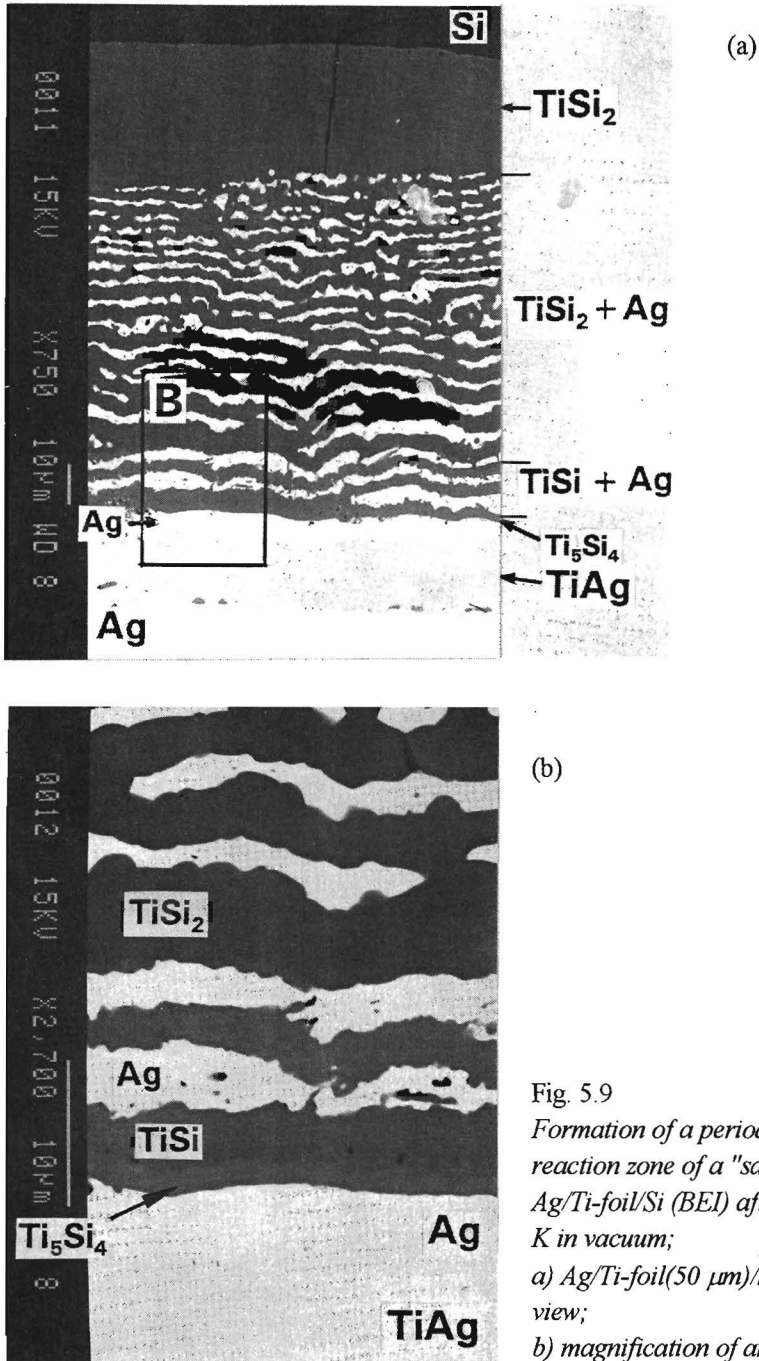 Si
(a)
TiSi₂
TiSi₂ + Ag
B
TiSi + Ag
Ag
Ti₅Si₄
TiAg
Ag
0011 15KV X750 10µm WD 8
(b)
TiSi₂
Ag
TiSi
Ti₅Si₄
Ag
TiAg
0012 15KV X2,700 10µm 8
Fig. 5.9
Formation of a period
reaction zone of a "sa
Ag/Ti-foil/Si (BEI) af
K in vacuum;
a) Ag/Ti-foil(50 µm)/
view;
b) magnification of a